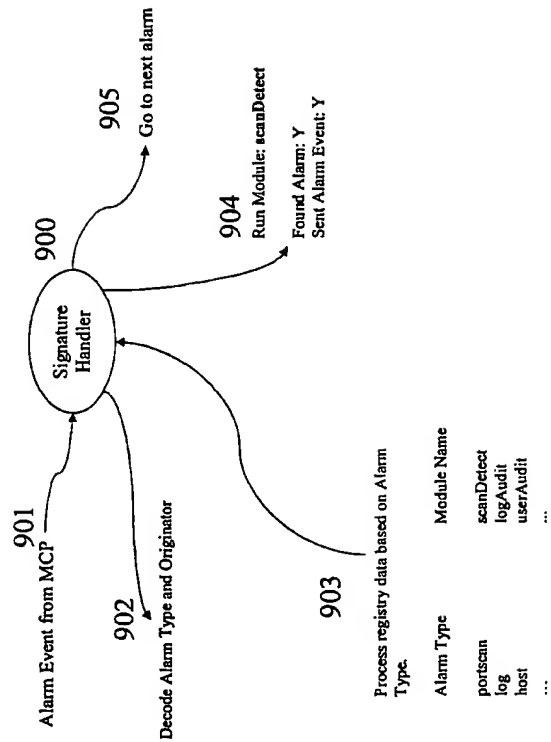 Alarm Event from MCP
901
Signature
Handler
900
905
Go to next alarm
902
Decode Alarm Type and Originator
904
Run Module: scanDetect
Found Alarm: Y
Sent Alarm Event: Y
903
Process registry data based on Alarm
Type.
Alarm Type Module Name
portscan scanDetect
log logAudit
host userAudit
... ...